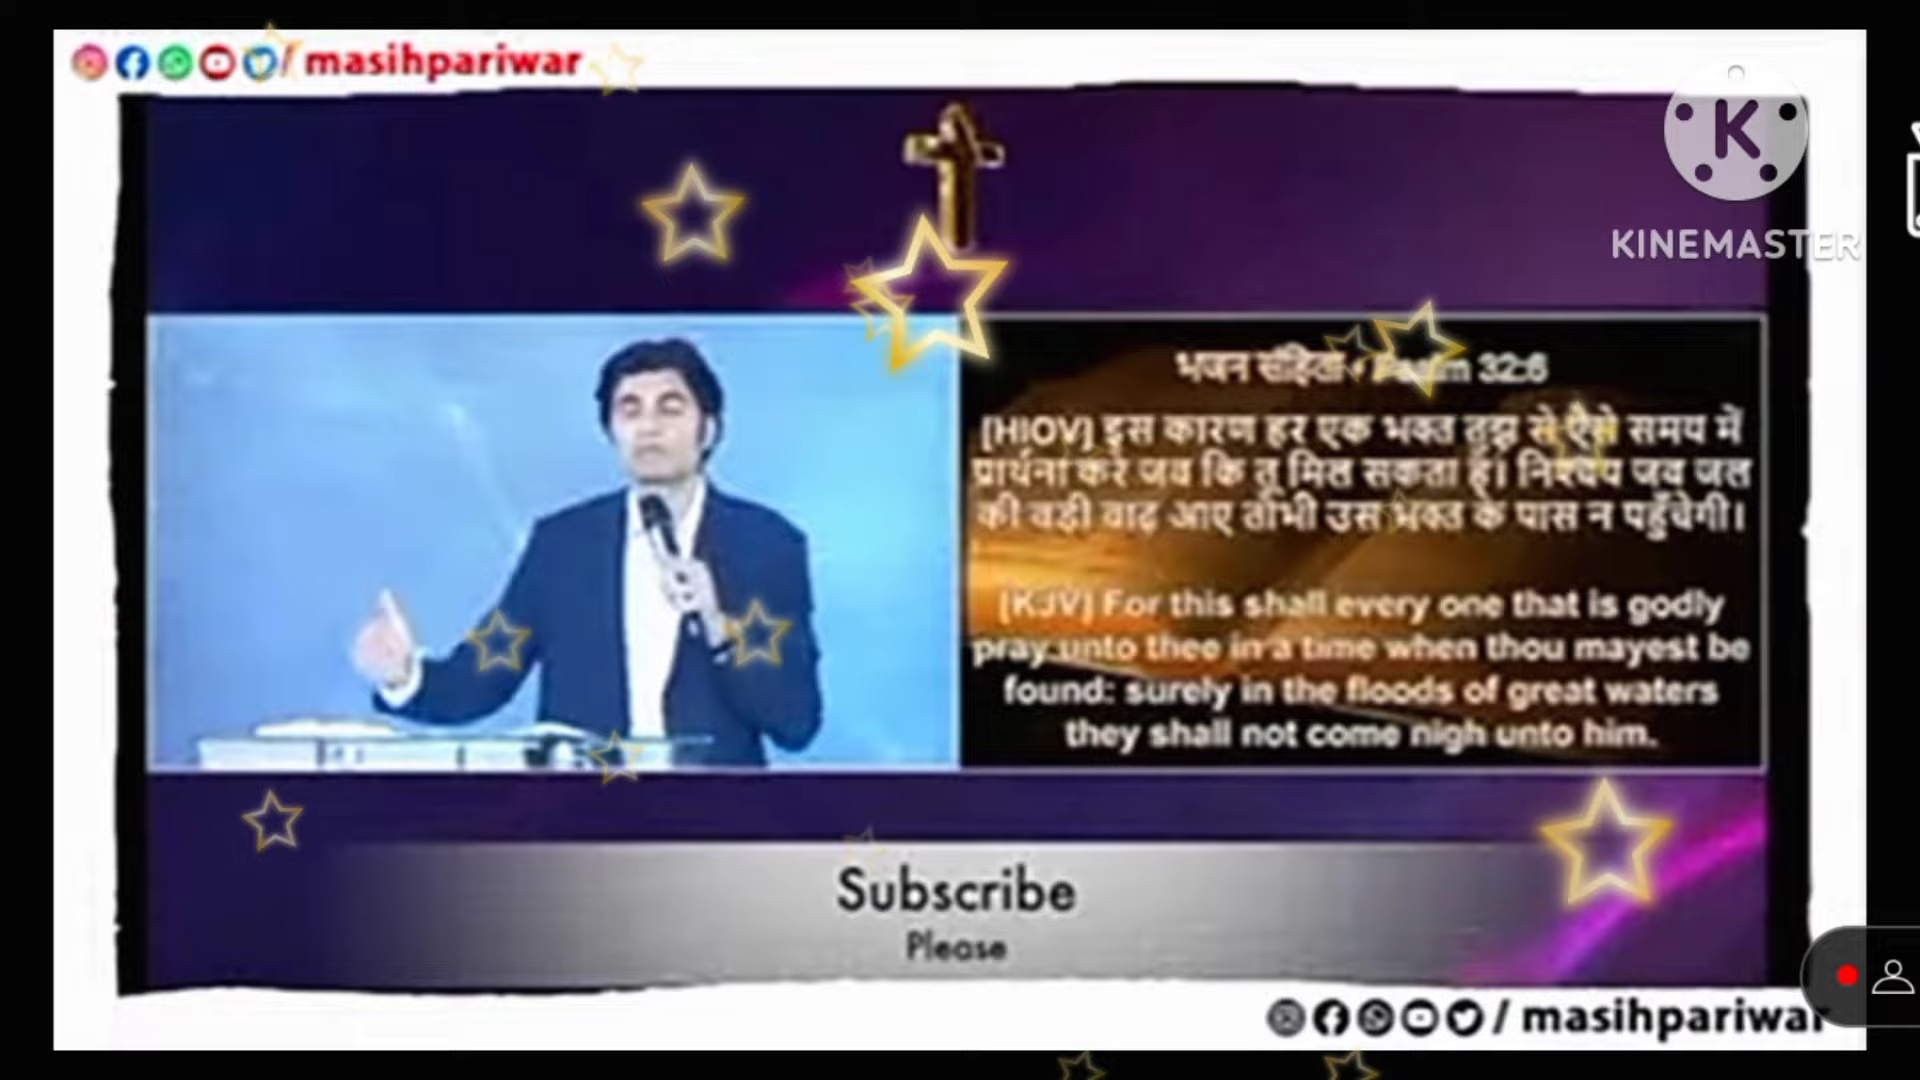 / masihpariwar
K
KINEMASTER
भजन संहिता • Psalm 32:6
(HIOV) इस कारण हर एक भक्त तुझ से ऐसे समय में
प्रार्थना करे जब कि तू मिल सकता है। निश्चय जब जल
की बड़ी बाढ़ आए तौभी उस भक्त के पास न पहुँचेगी।
(KJV) For this shall every one that is godly
pray unto thee in a time when thou mayest be
found: surely in the floods of great waters
they shall not come nigh unto him.
Subscribe
Please
/ masihpariwar